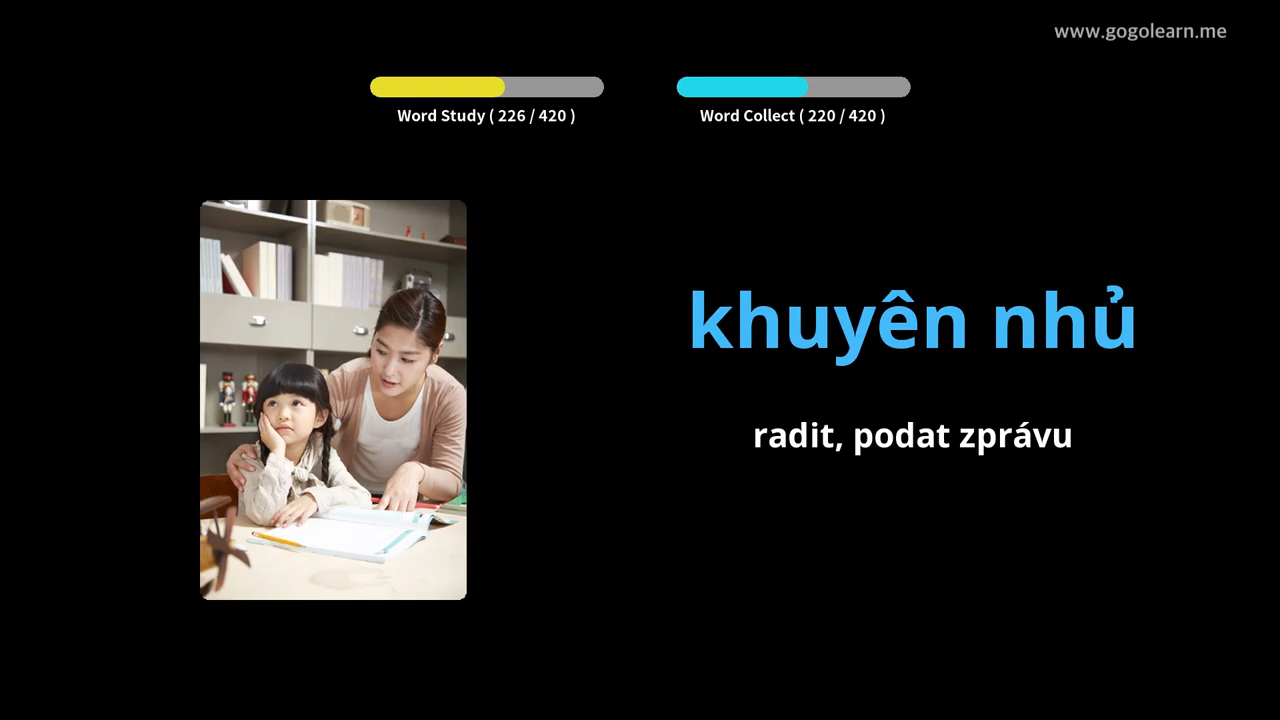 www.gogolearn.me
Word Study ( 226 / 420 )
Word Collect ( 220 / 420 )
khuyên nhủ
radit, podat zprávu